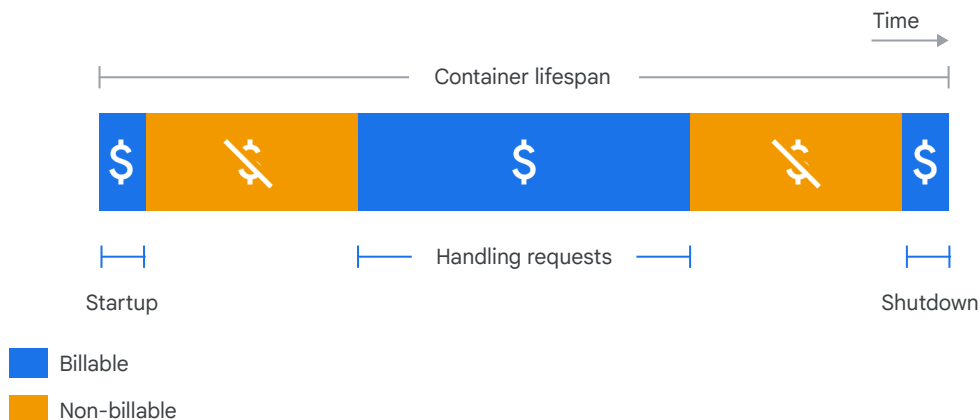 Time
Container lifespan
$ $ $ $ $
Handling requests
Startup Shutdown
Billable
Non-billable